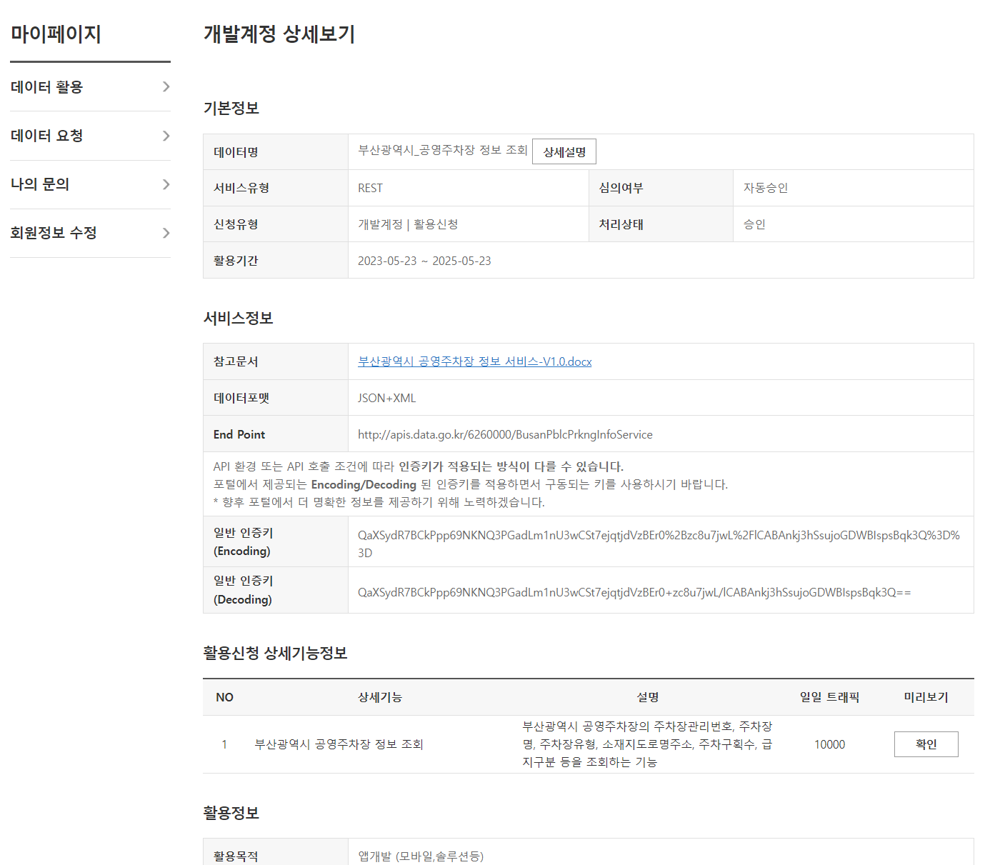 마이페이지
데이터 활용
데이터 요청
나의 문의
회원정보 수정
개발계정 상세보기
기본정보
데이터명 부산광역시_공영주차장 정보 조회 상세설명
서비스유형 REST 심의여부 자동승인
신청유형 개발계정 | 활용신청 처리상태 승인
활용기간 2023-05-23 ~ 2025-05-23
서비스정보
참고문서 부산광역시 공영주차장 정보 서비스-V1.0.docx
데이터포맷 JSON+XML
End Point http://apis.data.go.kr/6260000/BusanPblcPrkngInfoService
API 환경 또는 API 호출 조건에 따라 인증키가 적용되는 방식이 다를 수 있습니다.
포털에서 제공되는 Encoding/Decoding 된 인증키를 적용하면서 구동되는 키를 사용하시기 바랍니다.
* 향후 포털에서 더 명확한 정보를 제공하기 위해 노력하겠습니다.
일반 인증키
(Encoding)
QaXSydR7BCkPpp69NKNQ3PGadLm1nU3wCSt7ejqtjdVzBEr0%2Bzc8u7jwL%2FlCABAnkj3hSsujoGDWBIspsBqk3Q%3D%
3D
일반 인증키
(Decoding)
QaXSydR7BCkPpp69NKNQ3PGadLm1nU3wCSt7ejqtjdVzBEr0+zc8u7jwL/lCABAnkj3hSsujoGDWBIspsBqk3Q==
활용신청 상세기능정보
NO 상세기능 설명 일일 트래픽 미리보기
1 부산광역시 공영주차장 정보 조회
부산광역시 공영주차장의 주차장관리번호, 주차장
명, 주차장유형, 소재지도로명주소, 주차구획수, 급
지구분 등을 조회하는 기능
10000 확인
활용정보
활용목적 앱개발 (모바일,솔루션등)